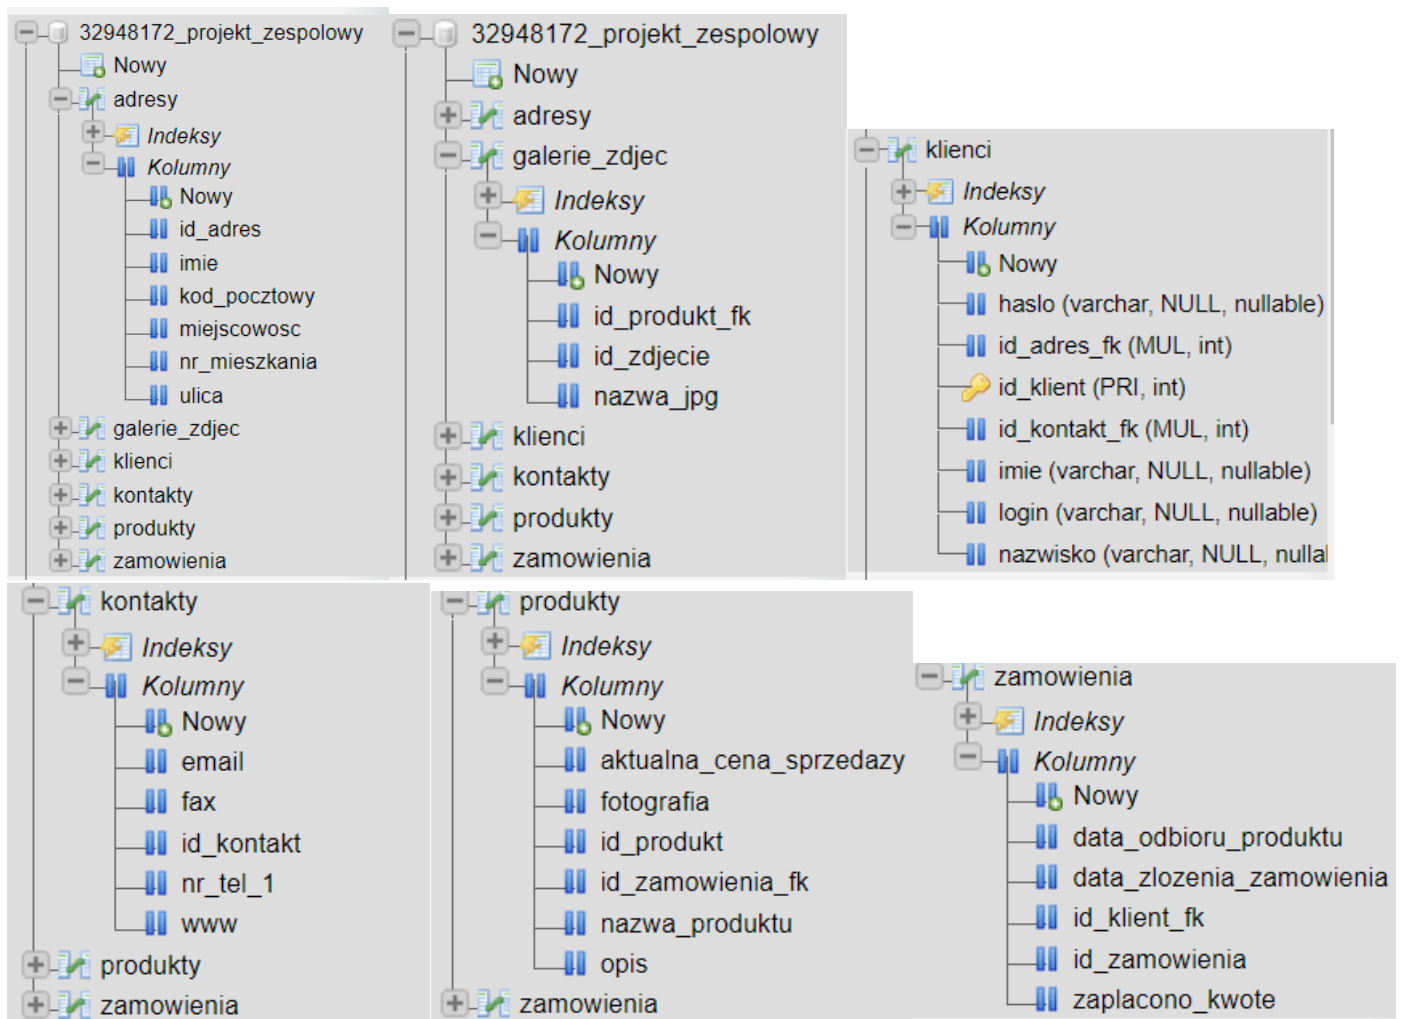 32948172_projekt_zespolowy
Nowy
adresy
Indeksy
Kolumny
Nowy
id_adres
imie
kod_pocztowy
miejscowosc
nr_mieszkania
ulica
galerie_zdjec
klienci
kontakty
produkty
zamowienia
32948172_projekt_zespolowy
Nowy
adresy
galerie_zdjec
Indeksy
Kolumny
Nowy
id_produkt_fk
id_zdjecie
nazwa_jpg
klienci
kontakty
produkty
zamowienia
klienci
Indeksy
Kolumny
Nowy
haslo (varchar, NULL, nullable)
id_adres_fk (MUL, int)
id_klient (PRI, int)
id_kontakt_fk (MUL, int)
imie (varchar, NULL, nullable)
login (varchar, NULL, nullable)
nazwisko (varchar, NULL, nullal
kontakty
Indeksy
Kolumny
Nowy
email
fax
id_kontakt
nr_tel_1
www
produkty
zamowienia
produkty
Indeksy
Kolumny
Nowy
aktualna_cena_sprzedazy
fotografia
id_produkt
id_zamowienia_fk
nazwa_produktu
opis
zamowienia
zamowienia
Indeksy
Kolumny
Nowy
data_odbioru_produktu
data_zlozenia_zamowienia
id_klient_fk
id_zamowienia
zaplacono_kwote